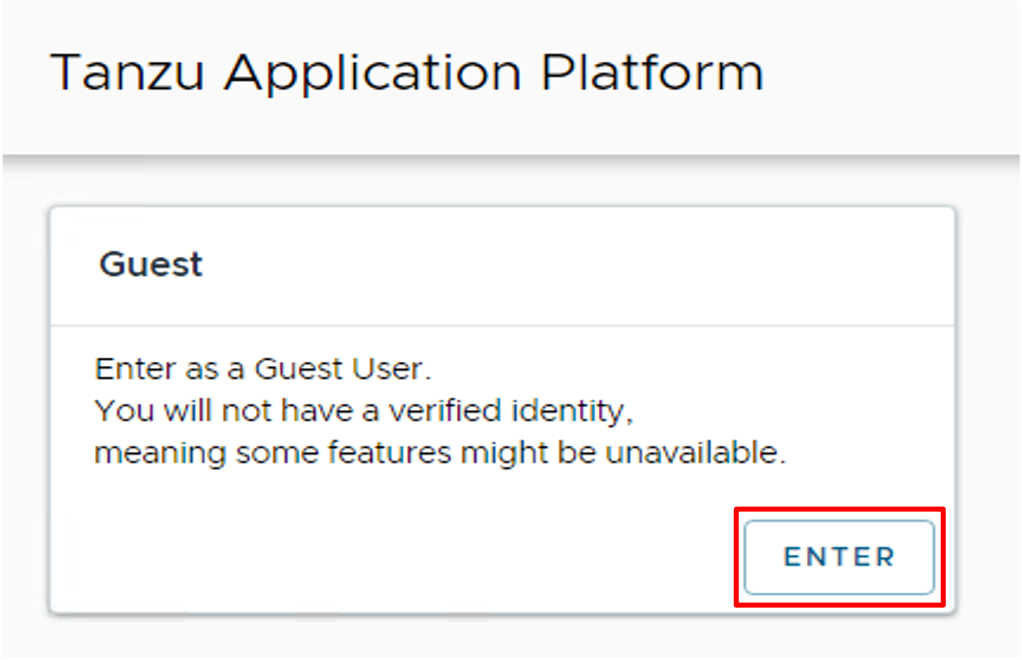 Tanzu Application Platform
Guest
Enter as a Guest User.
You will not have a verified identity,
meaning some features might be unavailable.
ENTER